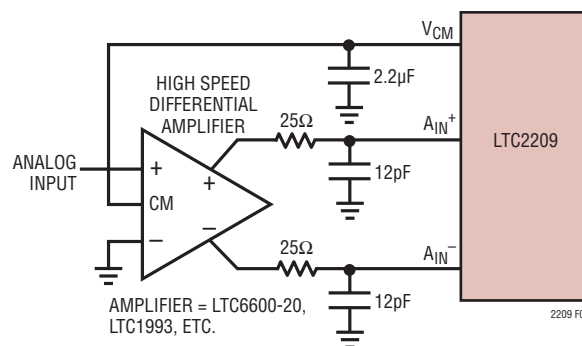 VCM
HIGH SPEED
DIFFERENTIAL
AMPLIFIER
2.2µF
25Ω
AIN+
LTC2209
ANALOG
INPUT
+
+
12pF
CM
−
−
25Ω
AIN−
12pF
AMPLIFIER = LTC6600-20,
LTC1993, ETC.
2209 F